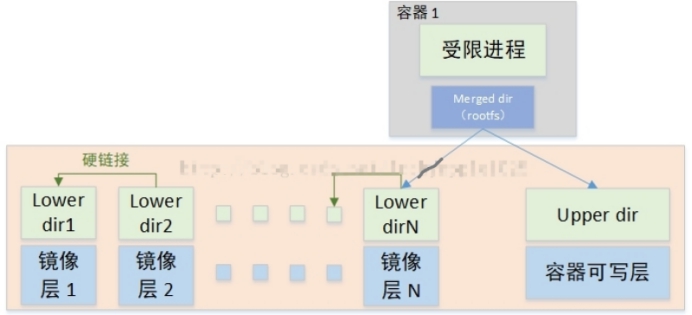 容器 1
受限进程
Merged dir
（rootfs）
硬链接
Lower
dir1
Lower
dir2
Lower
dirN
Upper dir
镜像
层 1
镜像
层 2
镜像
层 N
容器可写层